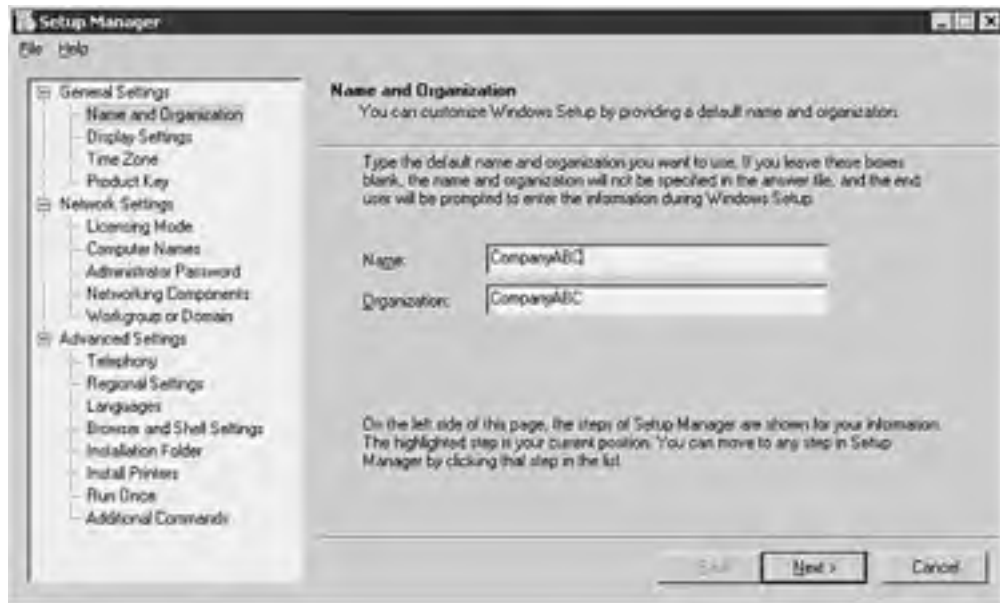 Setup Manager
File Help
General Settings
Name and Organization
Display Settings
Time Zone
Product Key
Network Settings
Licensing Mode
Computer Names
Administrator Password
Networking Components
Workgroup or Domain
Advanced Settings
Telephony
Regional Settings
Languages
Browser and Shell Settings
Installation Folder
Install Printers
Run Once
Additional Commands
Name and Organization
You can customize Windows Setup by providing a default name and organization.
Type the default name and organization you want to use. If you leave these boxes
blank, the name and organization will not be specified in the answer file, and the end
user will be prompted to enter the information during Windows Setup.
Name: CompanyABC
Organization: CompanyABC
On the left side of this page, the steps of Setup Manager are shown for your information.
The highlighted step is your current position. You can move to any step in Setup
Manager by clicking that step in the list.
Next > Cancel